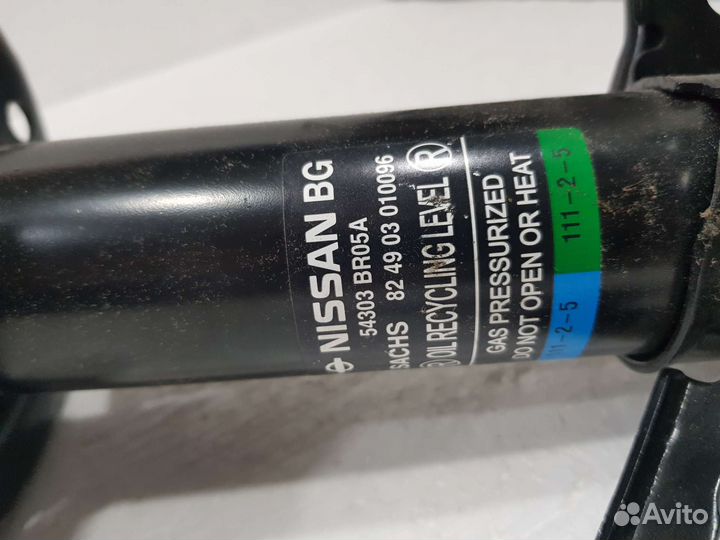 NISSAN BG
54303 BR05A
SACHS 82 49 03 010096
R OIL RECYCLING LEVEL R
GAS PRESSURIZED
DO NOT OPEN OR HEAT
111-2-5
111-2-5
Avito